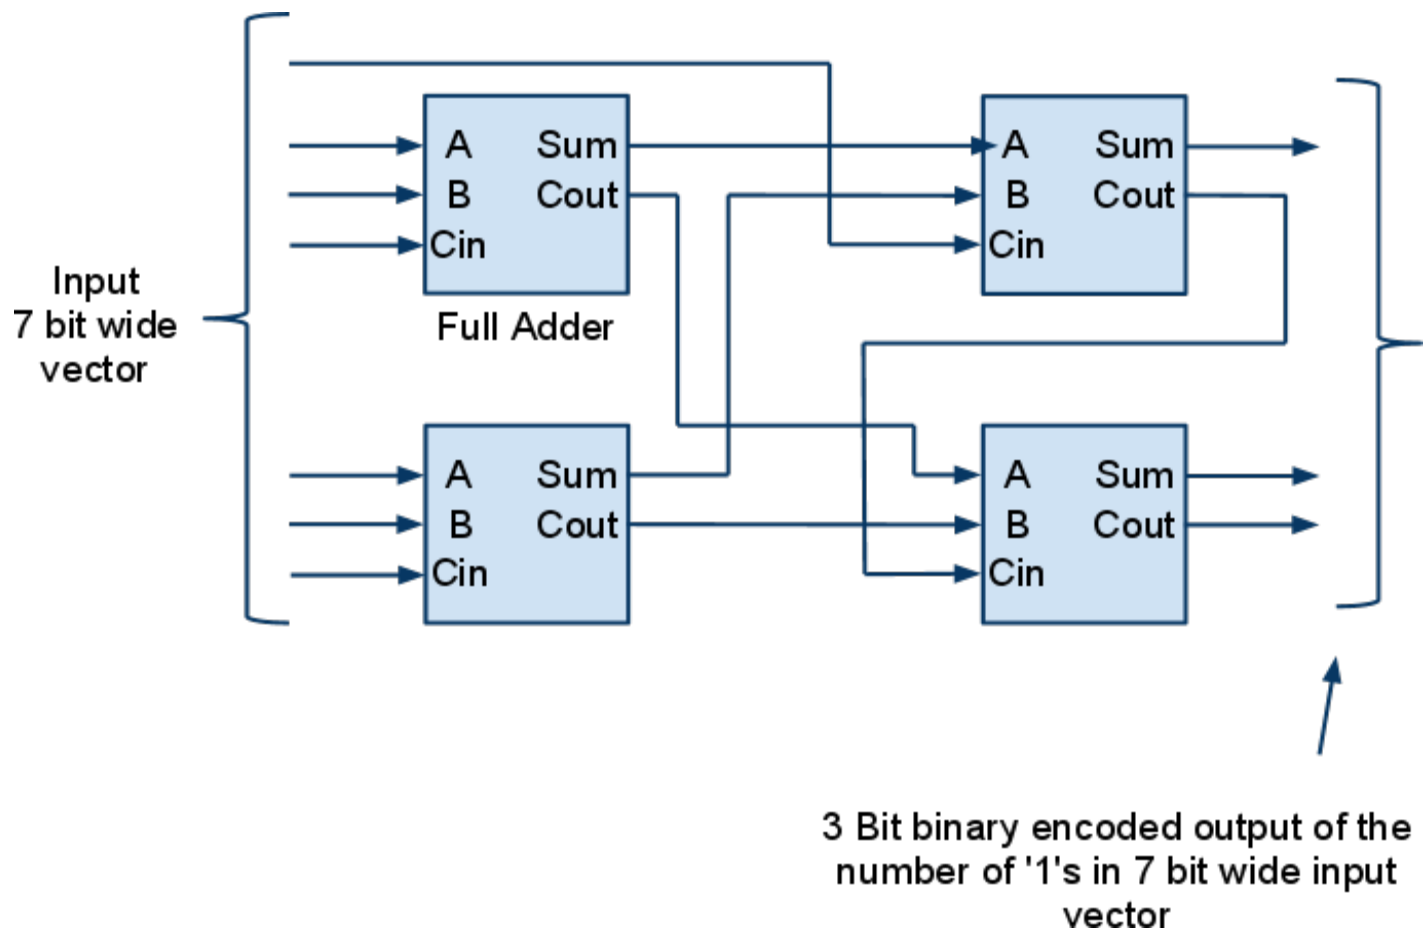 A Sum
B Cout
Cin
Full Adder
A Sum
B Cout
Cin
Input
7 bit wide
vector
A Sum
B Cout
Cin
A Sum
B Cout
Cin
3 Bit binary encoded output of the
number of '1's in 7 bit wide input
vector